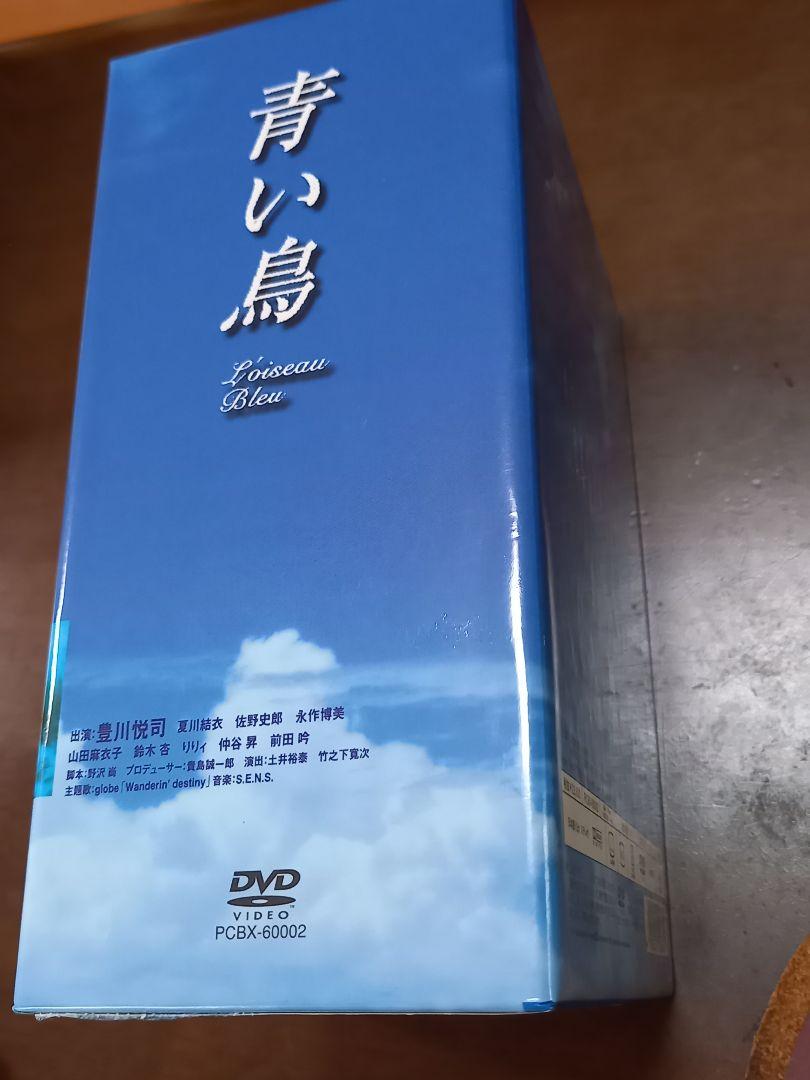 青い鳥
L'oiseau
Bleu
出演:豊川悦司 夏川結衣 佐野史郎 永作博美
山田麻衣子 鈴木 杏 りりィ 仲谷 昇 前田 吟
脚本:野沢 尚 プロデューサー:貴島誠一郎 演出:土井裕泰 竹之下寛次
主題歌:globe「Wanderin' destiny」音楽:S.E.N.S.
DVD
VIDEO
PCBX-60002